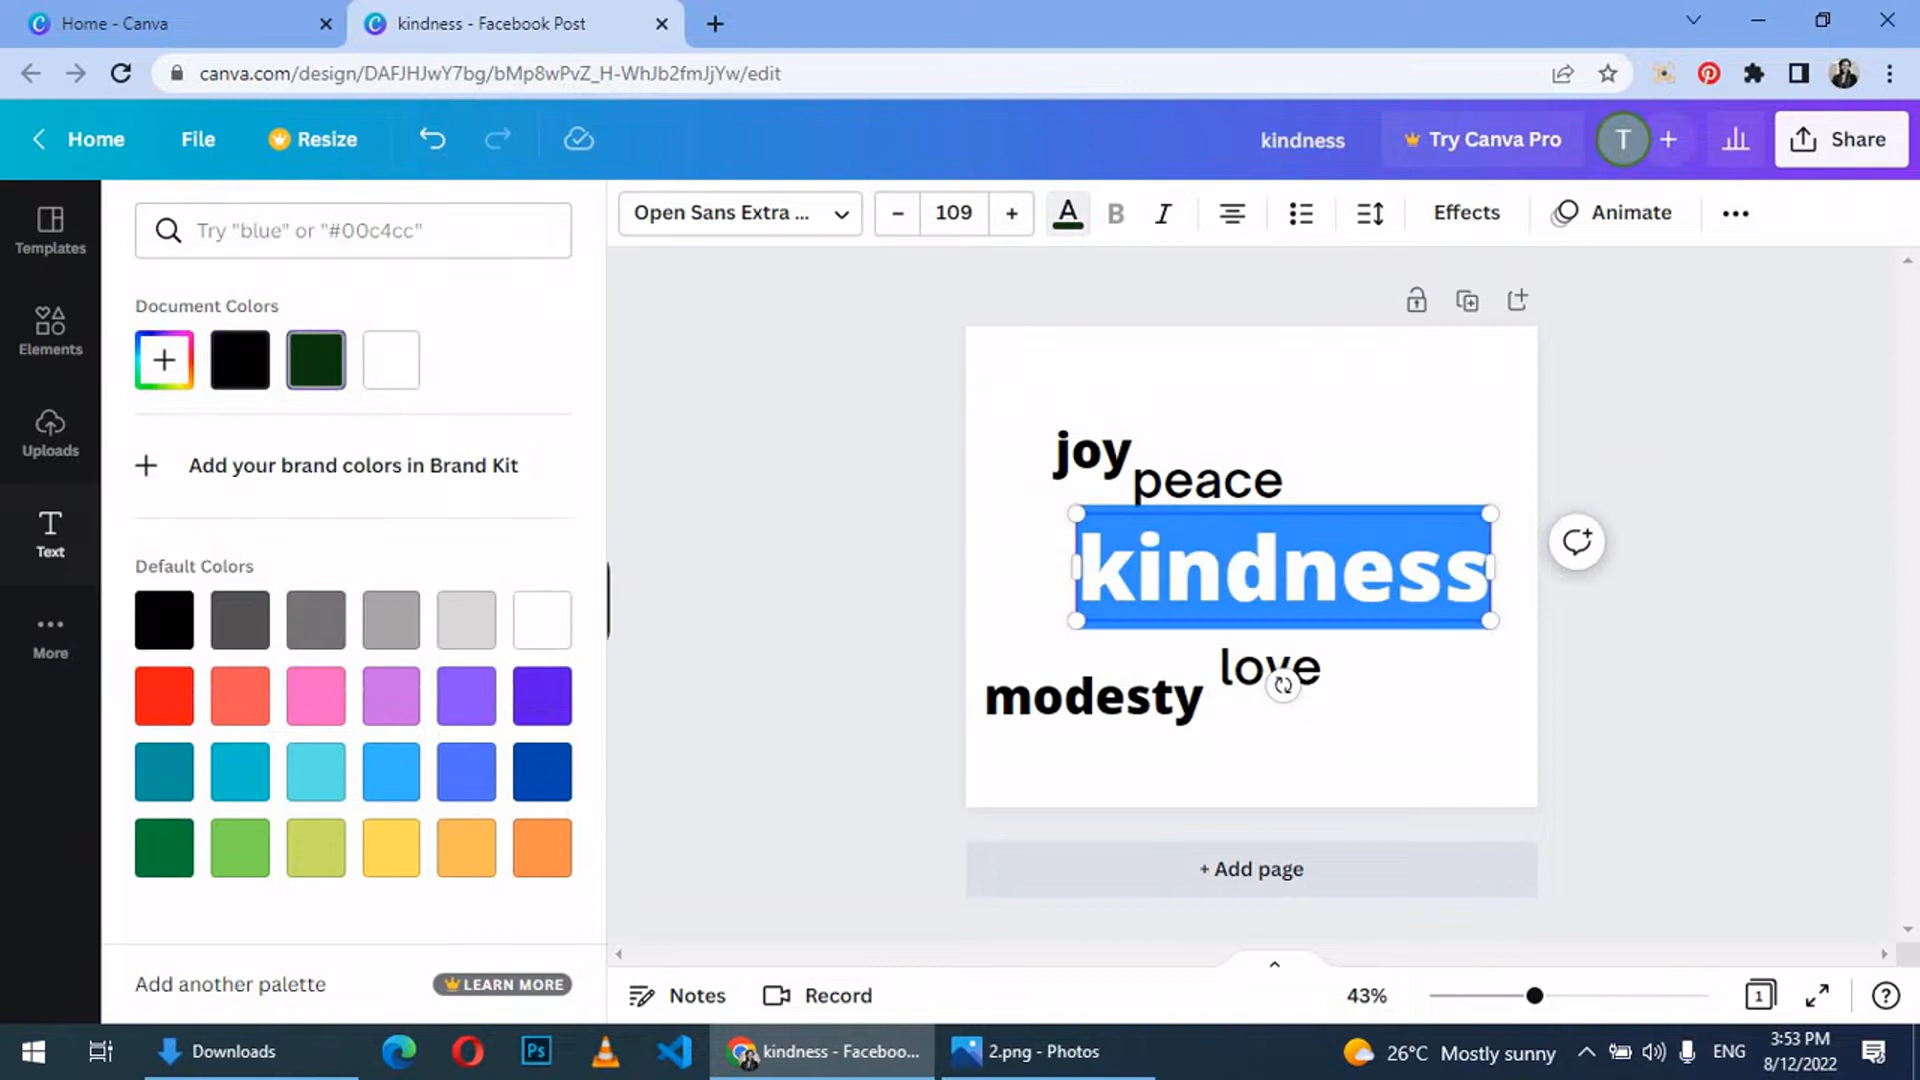 Home - Canva
kindness - Facebook Post
canva.com/design/DAFJHJwY7bg/bMp8wPvZ_H-WhJb2fmJjYw/edit
Home
File
Resize
kindness
Try Canva Pro
T
Share
Templates
Elements
Uploads
Text
More
Try "blue" or "#00c4cc"
Document Colors
Add your brand colors in Brand Kit
Default Colors
Add another palette
LEARN MORE
Open Sans Extra ...
109
A
B
I
Effects
Animate
joy
peace
kindness
love
modesty
+ Add page
Notes
Record
43%
1
Downloads
Ps
kindness - Faceboo...
2.png - Photos
26°C Mostly sunny
ENG
3:53 PM
8/12/2022